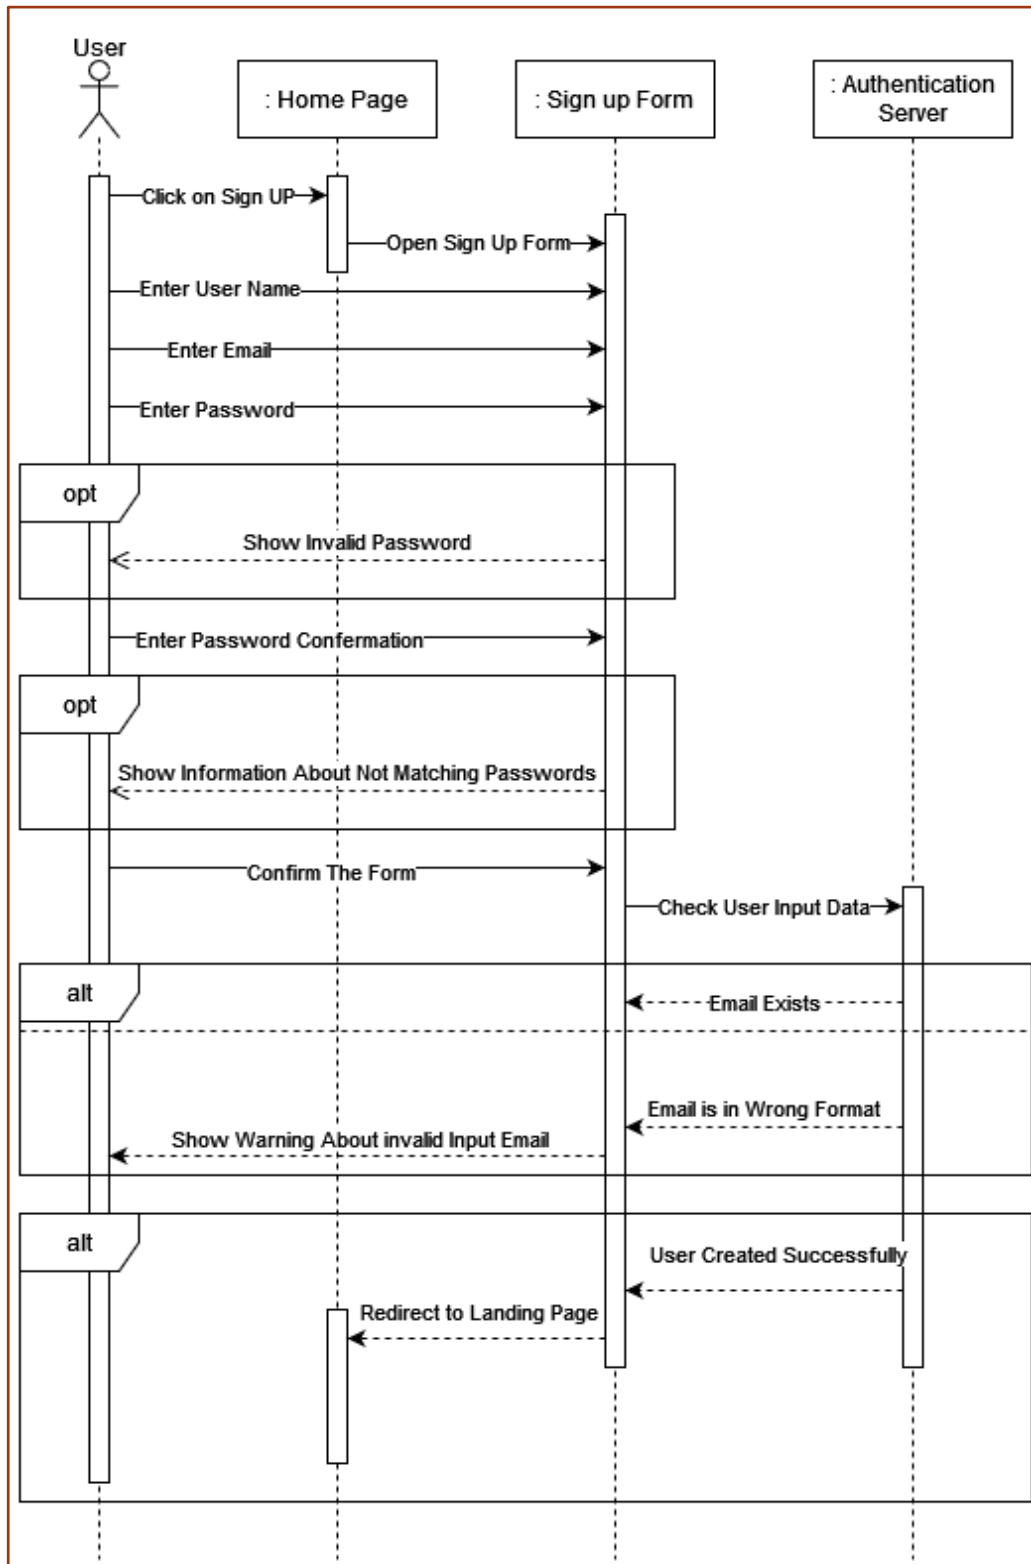 User
: Home Page
: Sign up Form
: Authentication
Server
Click on Sign UP
Open Sign Up Form
Enter User Name
Enter Email
Enter Password
opt
Show Invalid Password
Enter Password Confermation
opt
Show Information About Not Matching Passwords
Confirm The Form
Check User Input Data
alt
Email Exists
Email is in Wrong Format
Show Warning About invalid Input Email
alt
User Created Successfully
Redirect to Landing Page